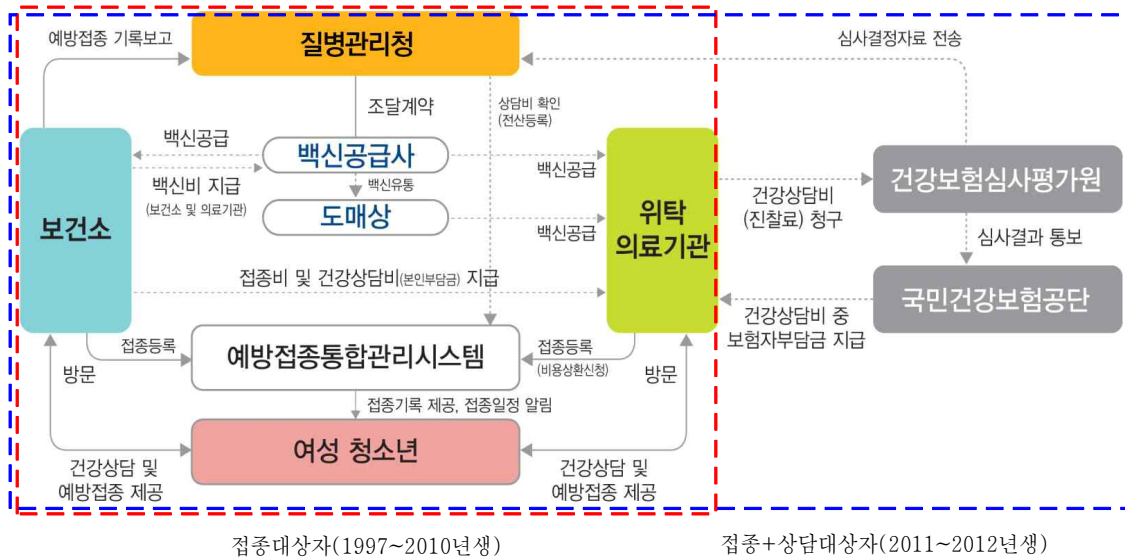 예방접종 기록보고
질병관리청
심사결정자료 전송
조달계약
상담비 확인
(전산등록)
백신공급
백신공급사
백신공급
백신비 지급
(보건소 및 의료기관)
백신유통
도매상
백신공급
보건소
위탁
의료기관
건강상담비
(진찰료) 청구
건강보험심사평가원
심사결과 통보
접종비 및 건강상담비(본인부담금) 지급
국민건강보험공단
건강상담비 중
보험자부담금 지급
접종등록
예방접종통합관리시스템
접종등록
(비용상환신청)
방문
방문
접종기록 제공, 접종일정 알림
여성 청소년
건강상담 및
예방접종 제공
건강상담 및
예방접종 제공
접종대상자(1997~2010년생)
접종+상담대상자(2011~2012년생)